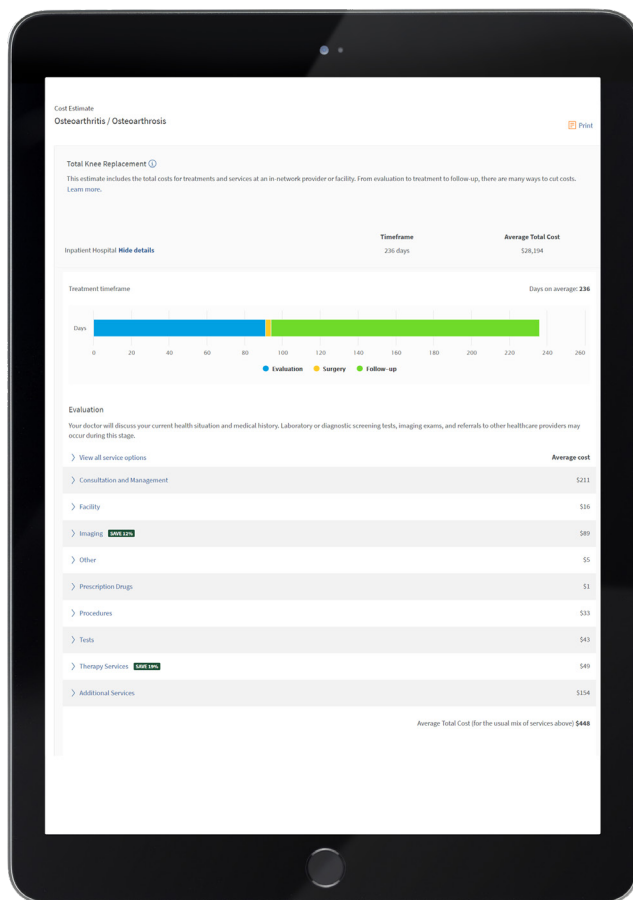 Cost Estimate
Osteoarthritis / Osteoarthrosis
Print
Total Knee Replacement
This estimate includes the total costs for treatments and services at an in-network provider or facility. From evaluation to treatment to follow-up, there are many ways to cut costs.
Learn more.
Timeframe Average Total Cost
Inpatient Hospital Hide details 236 days $28,194
Treatment timeframe Days on average: 236
Days
0 20 40 60 80 100 120 140 160 180 200 220 240 260
Evaluation Surgery Follow-up
Evaluation
Your doctor will discuss your current health situation and medical history. Laboratory or diagnostic screening tests, imaging exams, and referrals to other healthcare providers may
occur during this stage.
View all service options Average cost
Consultation and Management $211
Facility $16
Imaging SAVE 12% $89
Other $5
Prescription Drugs $1
Procedures $33
Tests $43
Therapy Services SAVE 19% $49
Additional Services $154
Average Total Cost (for the usual mix of services above) $448